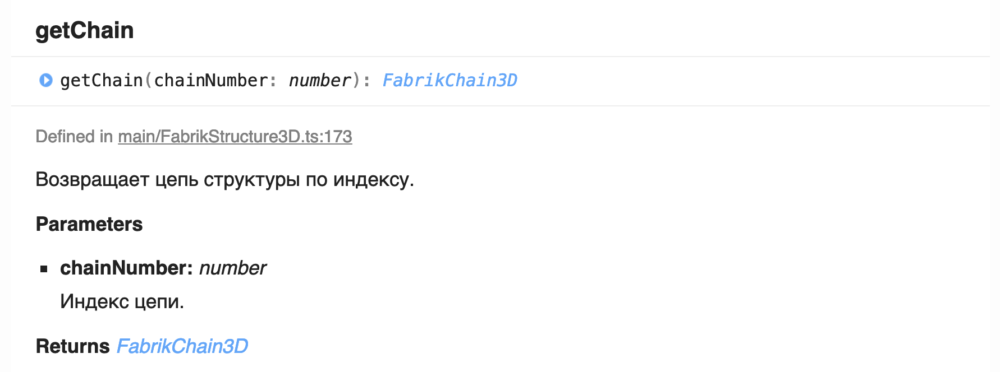 getChain
getChain(chainNumber: number): FabrikChain3D
Defined in main/FabrikStructure3D.ts:173
Возвращает цепь структуры по индексу.
Parameters
chainNumber: number
Индекс цепи.
Returns FabrikChain3D